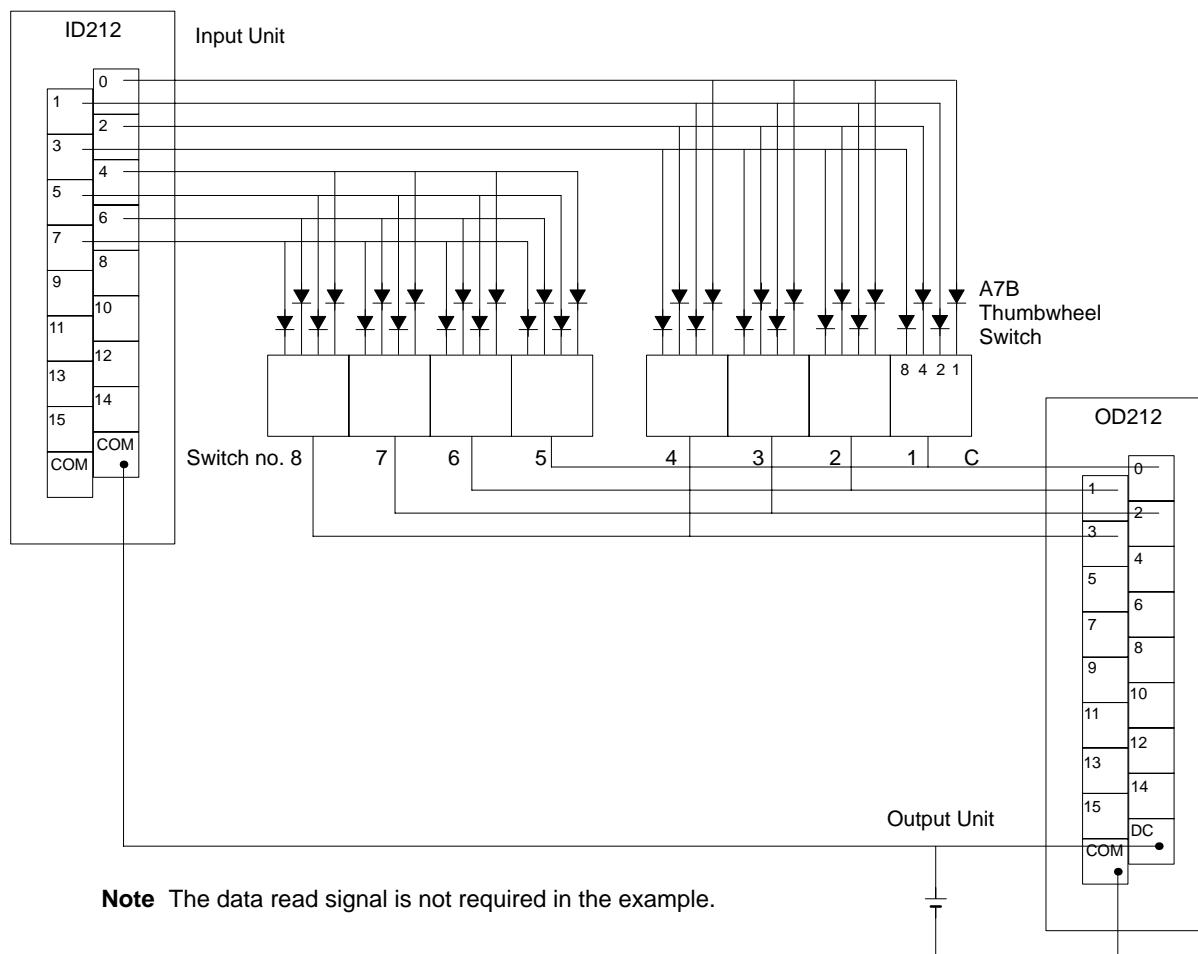 ID212
Input Unit
0
1
2
3
4
5
6
7
8
9
10
11
12
13
14
15
COM
COM
A7B
Thumbwheel
Switch
8 4 2 1
Switch no. 8 7 6 5 4 3 2 1 C
OD212
0
1
2
3
4
5
6
7
8
9
10
11
12
13
14
15
DC
COM
Output Unit
Note The data read signal is not required in the example.